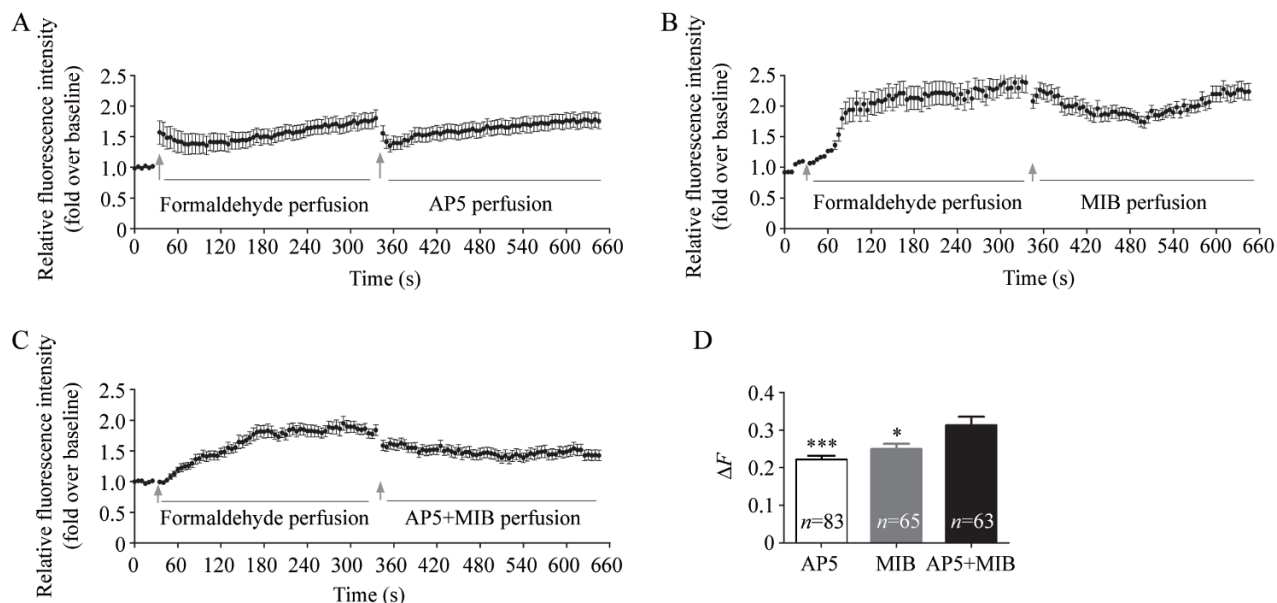 A
Relative fluorescence intensity
(fold over baseline)
2.5
2.0
1.5
1.0
0.5
0
Formaldehyde perfusion
AP5 perfusion
0 60 120 180 240 300 360 420 480 540 600 660
Time (s)
B
Relative fluorescence intensity
(fold over baseline)
2.5
2.0
1.5
1.0
0.5
0
Formaldehyde perfusion
MIB perfusion
0 60 120 180 240 300 360 420 480 540 600 660
Time (s)
C
Relative fluorescence intensity
(fold over baseline)
2.5
2.0
1.5
1.0
0.5
0
Formaldehyde perfusion
AP5+MIB perfusion
0 60 120 180 240 300 360 420 480 540 600 660
Time (s)
D
ΔF
0.4
0.3
0.2
0.1
0
*** *
n=83 n=65 n=63
AP5 MIB AP5+MIB